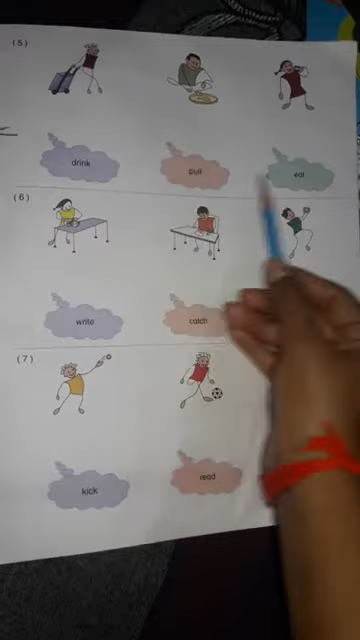 (5)
drink pull eat
(6)
write catch
(7)
kick read